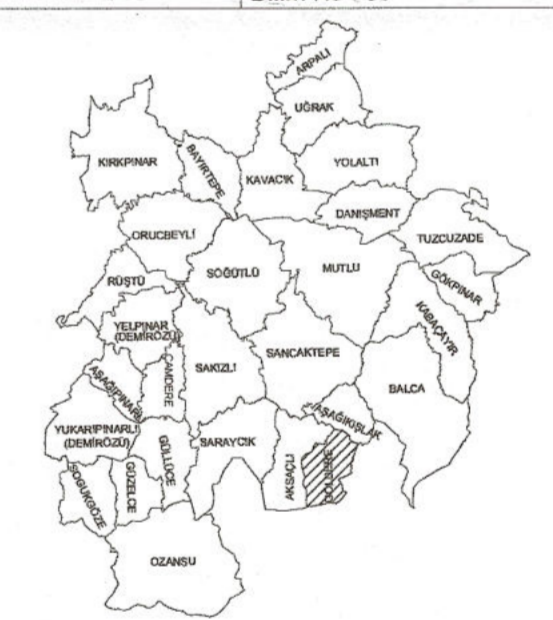 ARPALI
UĞRAK
KIRKPINAR
BAYIRTEPE
KAVACIK
YOLALTI
DANIŞMENT
ORUCBEYLİ
TUZCUZADE
SÖĞÜTLÜ
MUTLU
RÜŞTÜ
GÖKPINAR
KABAÇAYIR
YELPINAR
(DEMİRÖZÜ)
SANCAKTEPE
SAKIZLI
ÇAMDERE
AŞAĞIPINARLI
BALCA
AŞAĞIKIŞLAK
YUKARIPINARLI
(DEMİRÖZÜ)
GÜLLÜCE
SARAYCIK
AKSAÇLI
SOĞUKGÖZE
GÜZELCE
OZANSU